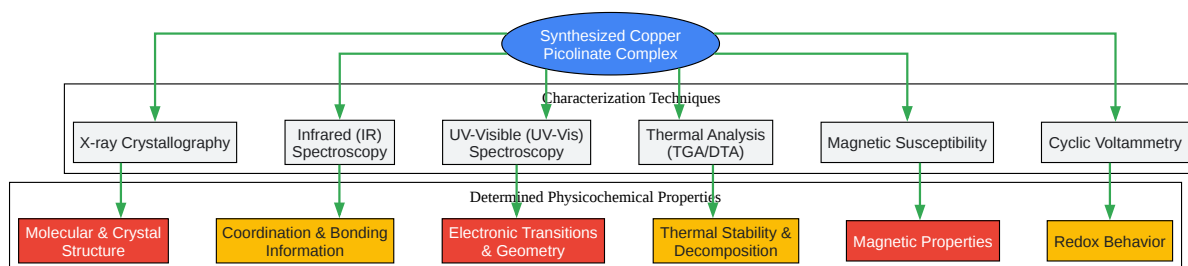 Synthesized Copper
Picolinate Complex
Characterization Techniques
X-ray Crystallography
Infrared (IR)
Spectroscopy
UV-Visible (UV-Vis)
Spectroscopy
Thermal Analysis
(TGA/DTA)
Magnetic Susceptibility
Cyclic Voltammetry
Determined Physicochemical Properties
Molecular & Crystal
Structure
Coordination & Bonding
Information
Electronic Transitions
& Geometry
Thermal Stability &
Decomposition
Magnetic Properties
Redox Behavior